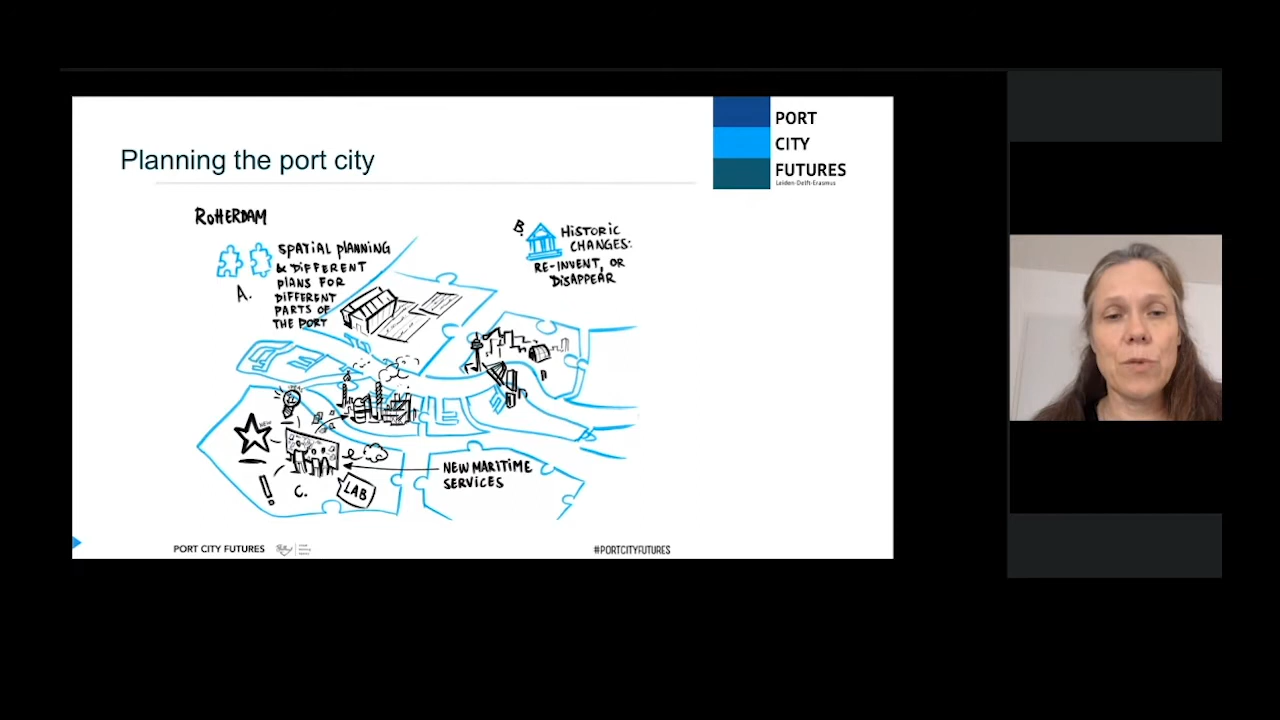 Planning the port city
PORT
CITY
FUTURES
Leiden-Delft-Erasmus
ROTTERDAM
SPATIAL PLANNING
& DIFFERENT
PLANS FOR
DIFFERENT
PARTS OF
THE PORT
A.
B.
HISTORIC
CHANGES:
RE-INVENT, OR
DISAPPEAR
NEW
C.
LAB
NEW MARITIME
SERVICES
PORT CITY FUTURES
#PORTCITYFUTURES